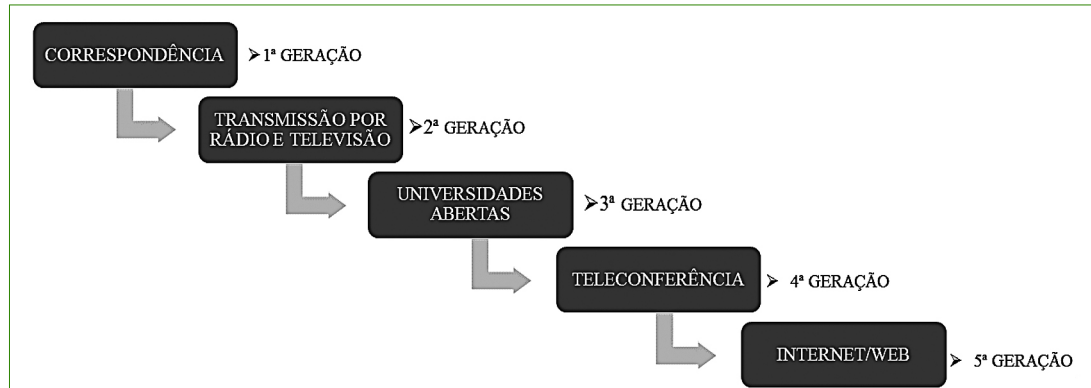 CORRESPONDÊNCIA
➢1ª GERAÇÃO
TRANSMISSÃO POR
RÁDIO E TELEVISÃO
➢2ª GERAÇÃO
UNIVERSIDADES
ABERTAS
➢3ª GERAÇÃO
TELECONFERÊNCIA
➢ 4ª GERAÇÃO
INTERNET/WEB
➢ 5ª GERAÇÃO